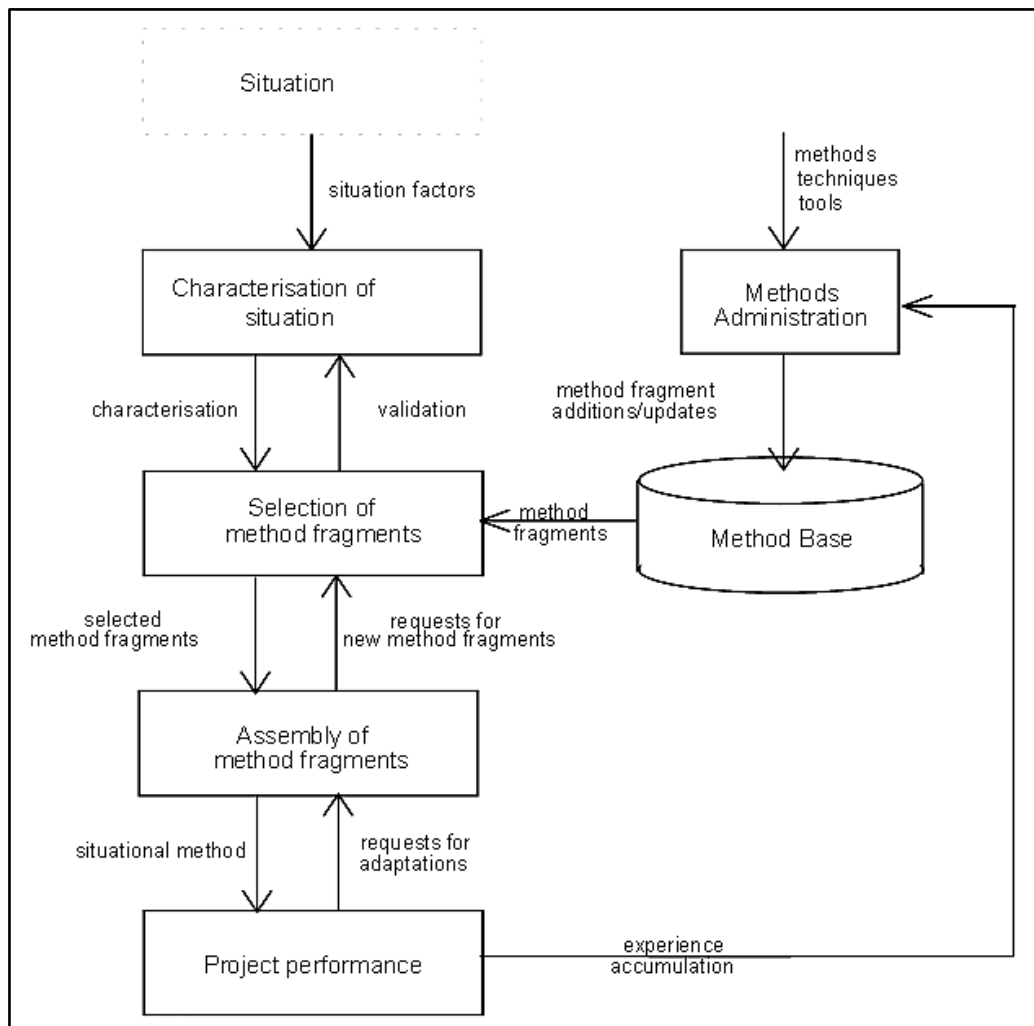 Situation
situation factors
methods
techniques
tools
Characterisation of
situation
Methods
Administration
characterisation
validation
method fragment
additions/updates
Selection of
method fragments
method
fragments
Method Base
selected
method fragments
requests for
new method fragments
Assembly of
method fragments
situational method
requests for
adaptations
Project performance
experience
accumulation